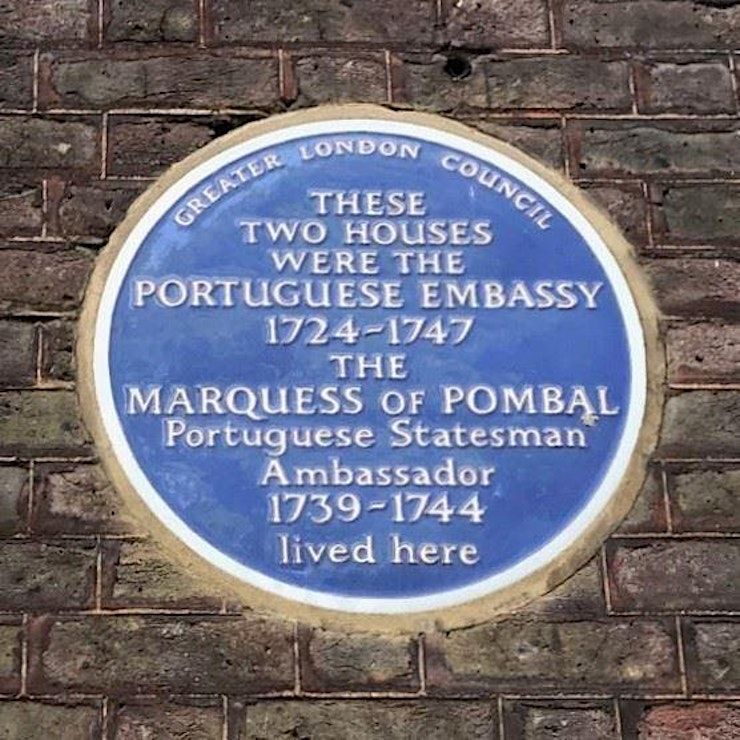 GREATER LONDON COUNCIL
THESE
TWO HOUSES
WERE THE
PORTUGUESE EMBASSY
1724-1747
THE
MARQUESS OF POMBAL
Portuguese Statesman
Ambassador
1739-1744
lived here